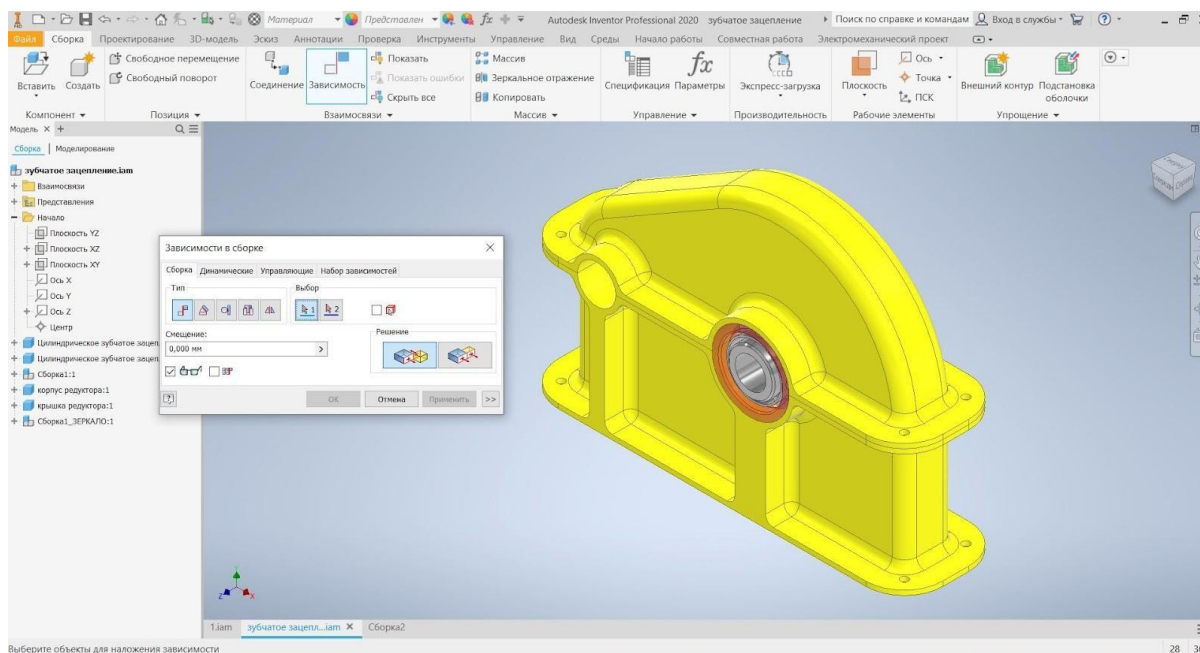 Материал
Представлен
fx
Autodesk Inventor Professional 2020 зубчатое зацепление
Поиск по справке и командам
Вход в службы
Файл Сборка Проектирование 3D-модель Эскиз Аннотации Проверка Инструменты Управление Вид Среды Начало работы Совместная работа Электромеханический проект
Вставить
Создать
Свободное перемещение
Свободный поворот
Соединение
Зависимость
Показать
Показать ошибки
Скрыть все
Массив
Зеркальное отражение
Копировать
Спецификация
fx
Параметры
Экспресс-загрузка
Плоскость
Ось
Точка
ПСК
Внешний контур
Подстановка
оболочки
Компонент Позиция Взаимосвязи Массив Управление Производительность Рабочие элементы Упрощение
Модель
Сборка Моделирование
зубчатое зацепление.iam
Взаимосвязи
Представления
Начало
Плоскость YZ
Плоскость XZ
Плоскость XY
Ось X
Ось Y
Ось Z
Центр
Цилиндрическое зубчатое зацеп
Цилиндрическое зубчатое зацеп
Сборка1:1
корпус редуктора:1
крышка редуктора:1
Сборка1_ЗЕРКАЛО:1
Зависимости в сборке
Сборка Динамические Управляющие Набор зависимостей
Тип
Выбор
1
2
Смещение:
0,000 мм
Решение
ОК
Отмена
Применить
>>
Y
Z
X
1.iam зубчатое зацепл...iam Сборка2
Выберите объекты для наложения зависимости
28